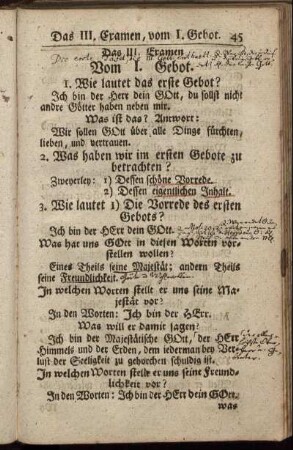 Das III, Examen, vom I. Gebot. 45
Das III. Examen
Vom I. Gebot.
1. Wie lautet das erste Gebot?
Ich bin der Herr dein GOtt, du sollst nicht
andre Götter haben neben mir.
Was ist das? Antwort:
Wir sollen GOtt über alle Dinge fürchten,
lieben, und vertrauen.
2. Was haben wir im ersten Gebote zu
betrachten?
Zweyerley: 1) Dessen schöne Vorrede.
2) Dessen eigentlichen Inhalt.
3. Wie lautet 1) Die Vorrede des ersten
Gebots?
Ich bin der HErr dein GOtt.
Was hat uns GOtt in diesen Worten vor-
stellen wollen?
Eines Theils seine Majestät; andern Theils
seine Freundlichkeit.
In welchen Worten stellt er uns seine Ma-
jestät vor?
In den Worten: Ich bin der HErr.
Was will er damit sagen?
Ich bin der Majestätische GOtt, der HErr
Himmels und der Erden, dem iederman bey Ver-
lust der Seeligkeit zu gehorchen schuldig ist.
In welchen Worten stellt er uns seine Freund-
lichkeit vor?
In den Worten: Ich bin der HErr dein GOtt.
was